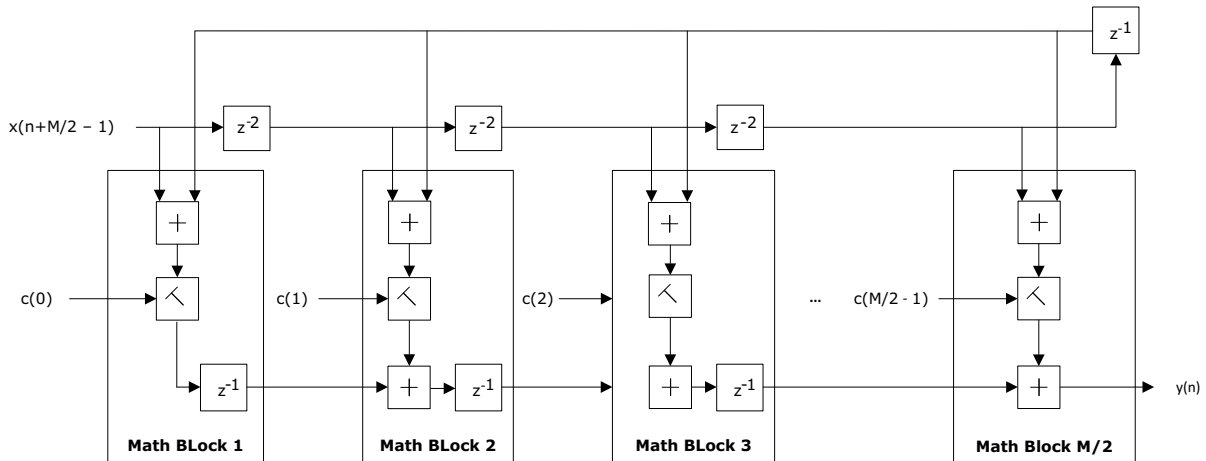 z-1
x(n+M/2 – 1)
z-2
z-2
z-2
+
+
+
+
c(0)
c(1)
c(2)
...
c(M/2 - 1)
z-1
+
z-1
+
z-1
+
y(n)
Math BLock 1
Math BLock 2
Math BLock 3
Math Block M/2